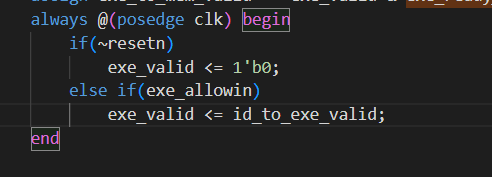 always @(posedge clk) begin
if(~resetn)
exe_valid <= 1'b0;
else if(exe_allowin)
exe_valid <= id_to_exe_valid;
end